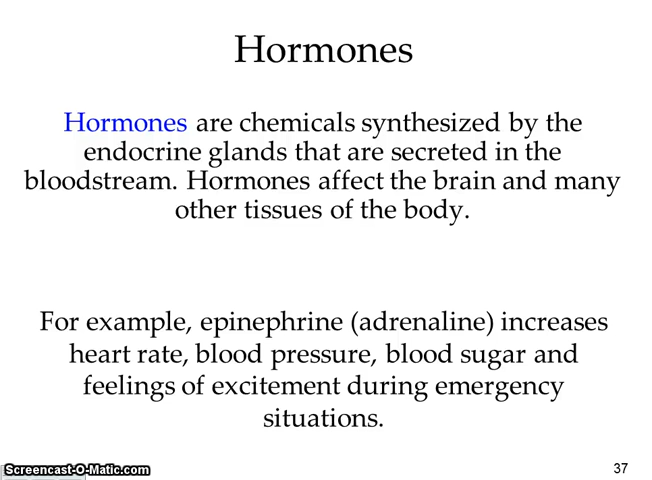 Hormones
Hormones are chemicals synthesized by the
endocrine glands that are secreted in the
bloodstream. Hormones affect the brain and many
other tissues of the body.
For example, epinephrine (adrenaline) increases
heart rate, blood pressure, blood sugar and
feelings of excitement during emergency
situations.
37
Screencast-O-Matic.com